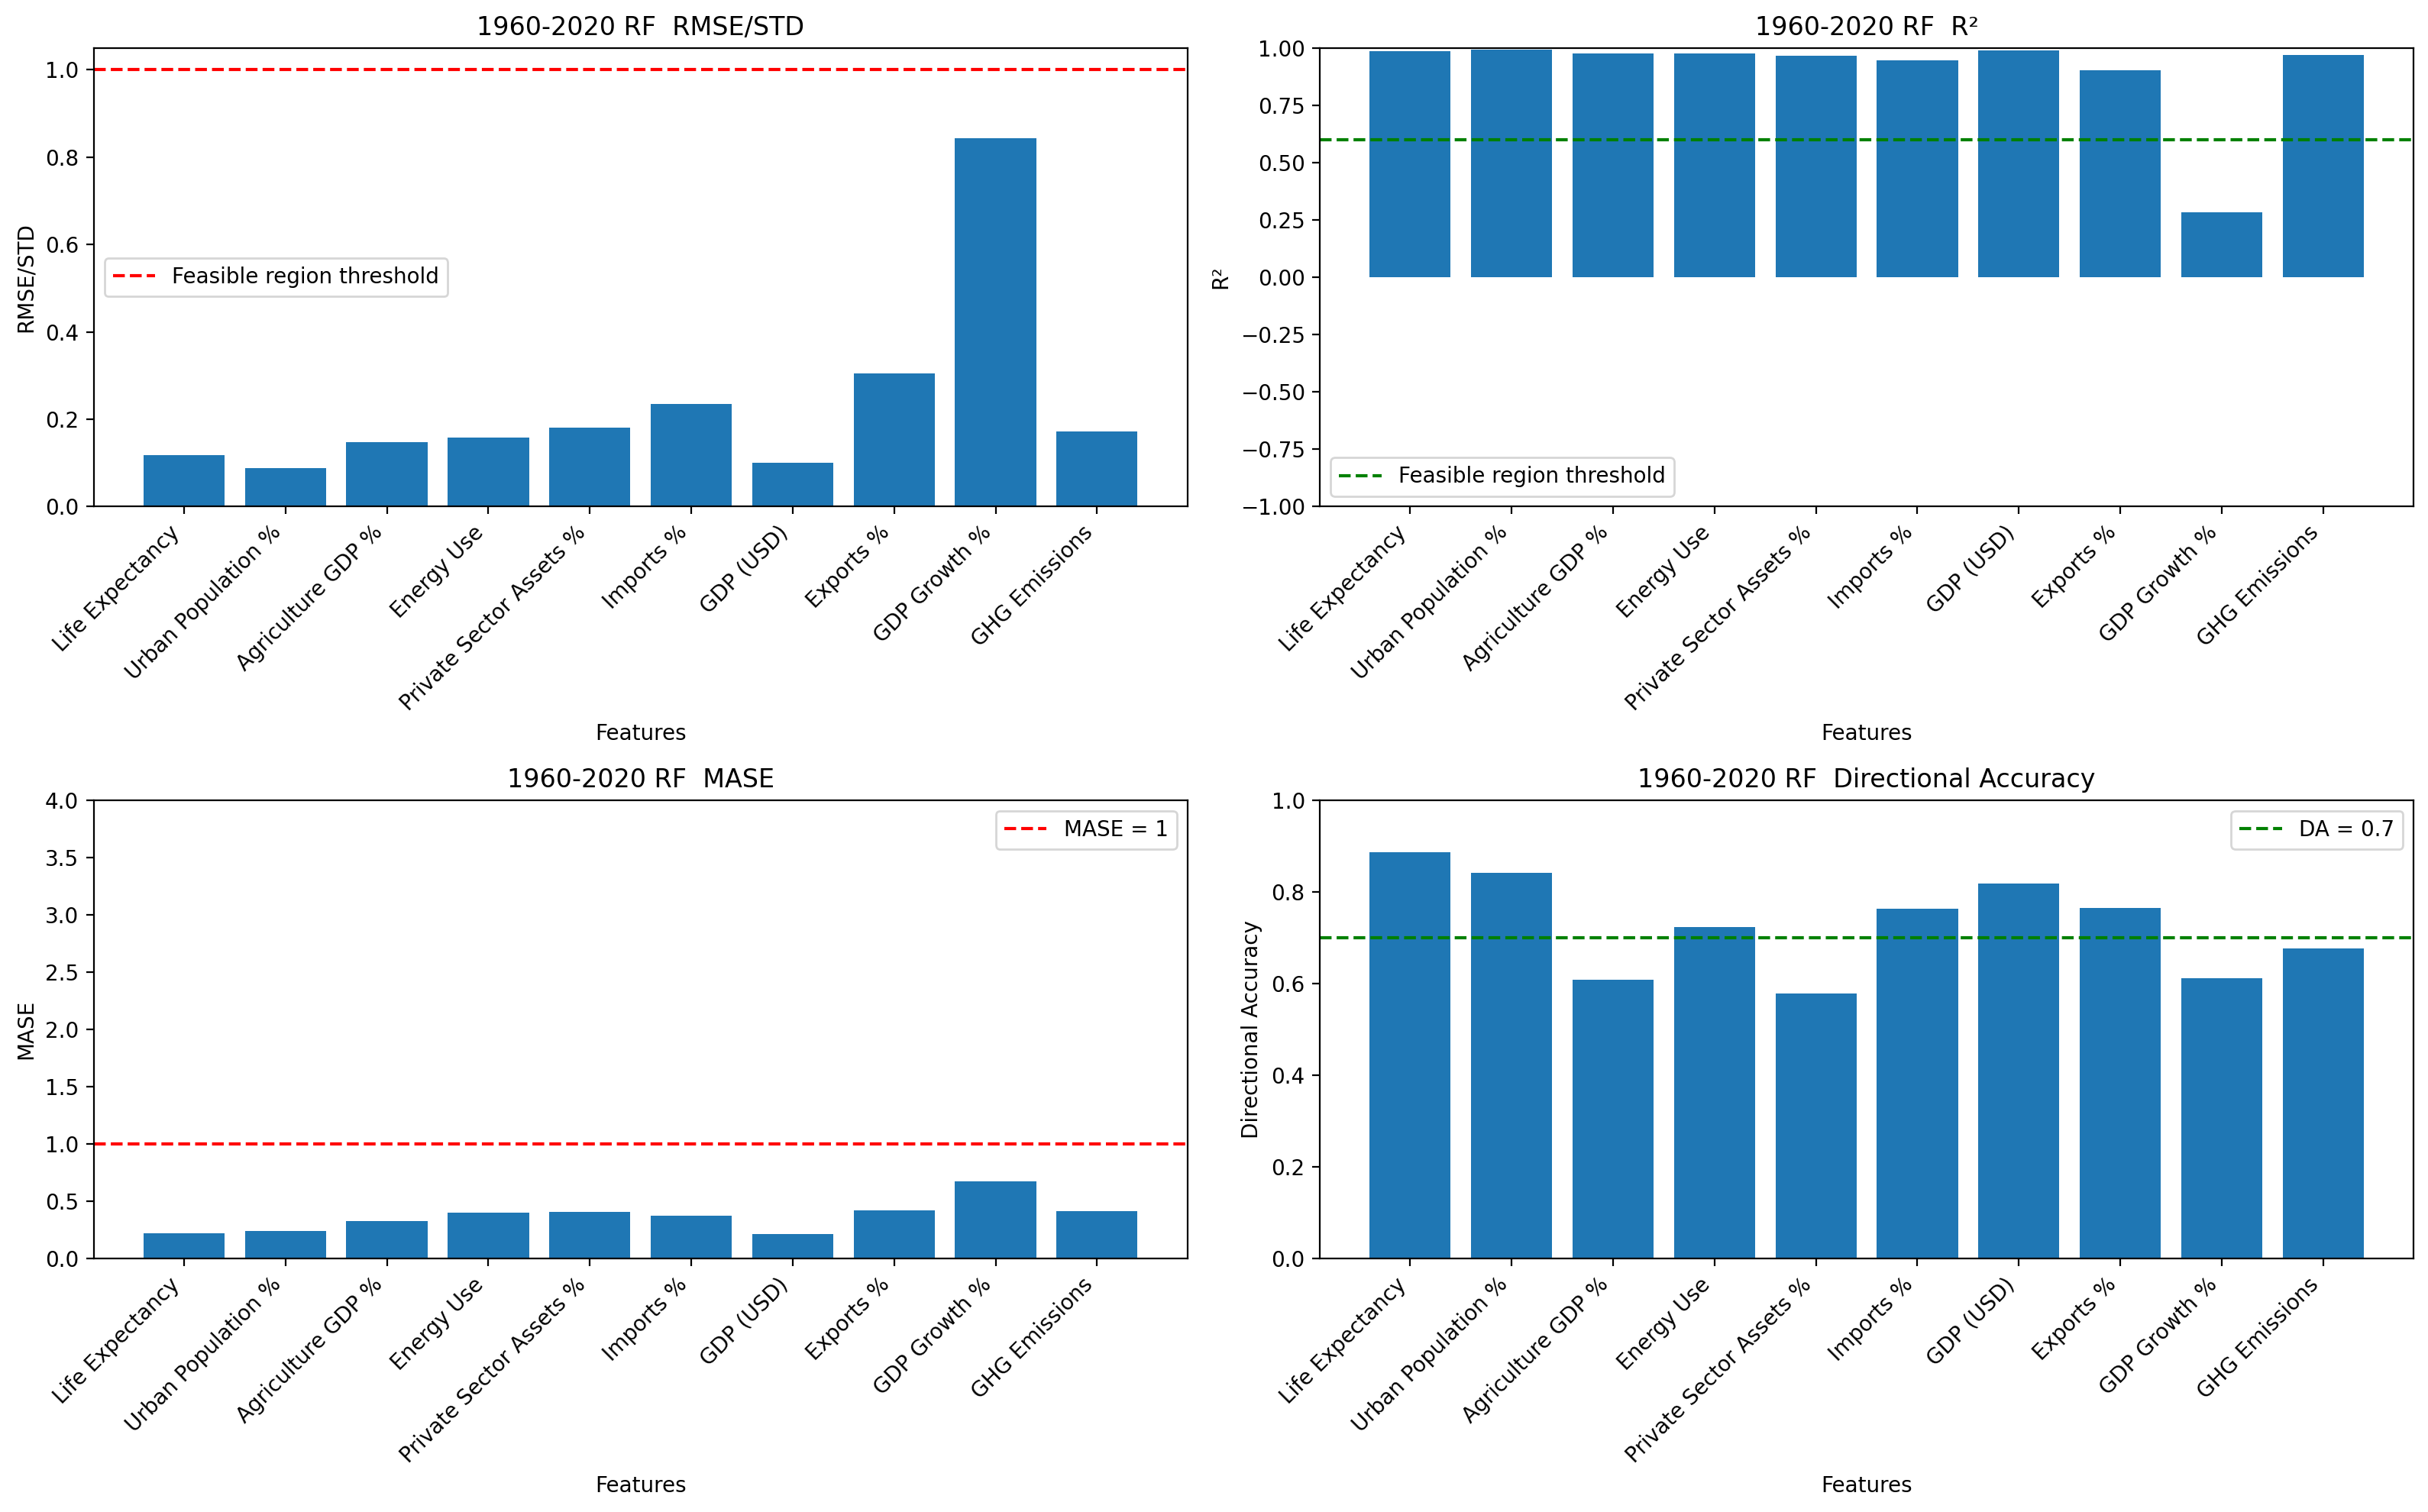 1960-2020 RF  RMSE/STD
RMSE/STD
1.0
0.8
0.6
0.4
0.2
0.0
Feasible region threshold
Life Expectancy
Urban Population %
Agriculture GDP %
Energy Use
Private Sector Assets %
Imports %
GDP (USD)
Exports %
GDP Growth %
GHG Emissions
Features
1960-2020 RF  R²
R²
1.00
0.75
0.50
0.25
0.00
−0.25
−0.50
−0.75
−1.00
Feasible region threshold
Life Expectancy
Urban Population %
Agriculture GDP %
Energy Use
Private Sector Assets %
Imports %
GDP (USD)
Exports %
GDP Growth %
GHG Emissions
Features
1960-2020 RF  MASE
MASE
4.0
3.5
3.0
2.5
2.0
1.5
1.0
0.5
0.0
MASE = 1
Life Expectancy
Urban Population %
Agriculture GDP %
Energy Use
Private Sector Assets %
Imports %
GDP (USD)
Exports %
GDP Growth %
GHG Emissions
Features
1960-2020 RF  Directional Accuracy
Directional Accuracy
1.0
0.8
0.6
0.4
0.2
0.0
DA = 0.7
Life Expectancy
Urban Population %
Agriculture GDP %
Energy Use
Private Sector Assets %
Imports %
GDP (USD)
Exports %
GDP Growth %
GHG Emissions
Features